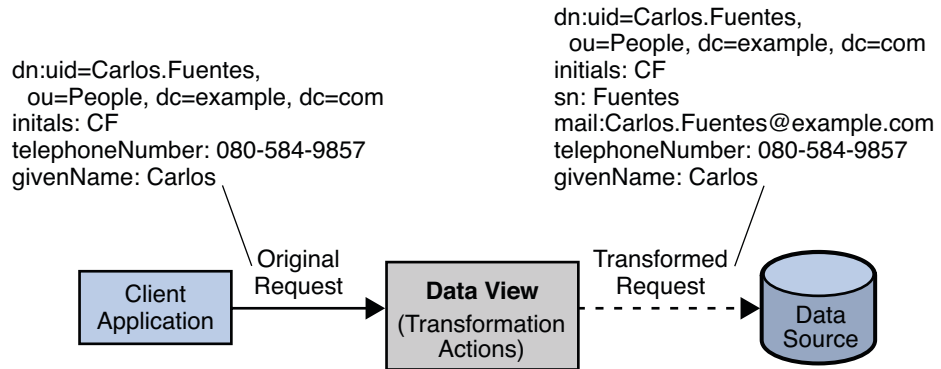 dn:uid=Carlos.Fuentes,
ou=People, dc=example, dc=com
initals: CF
telephoneNumber: 080-584-9857
givenName: Carlos
dn:uid=Carlos.Fuentes,
ou=People, dc=example, dc=com
initials: CF
sn: Fuentes
mail:Carlos.Fuentes@example.com
telephoneNumber: 080-584-9857
givenName: Carlos
Client
Application
Original
Request
Data View
(Transformation
Actions)
Transformed
Request
Data
Source